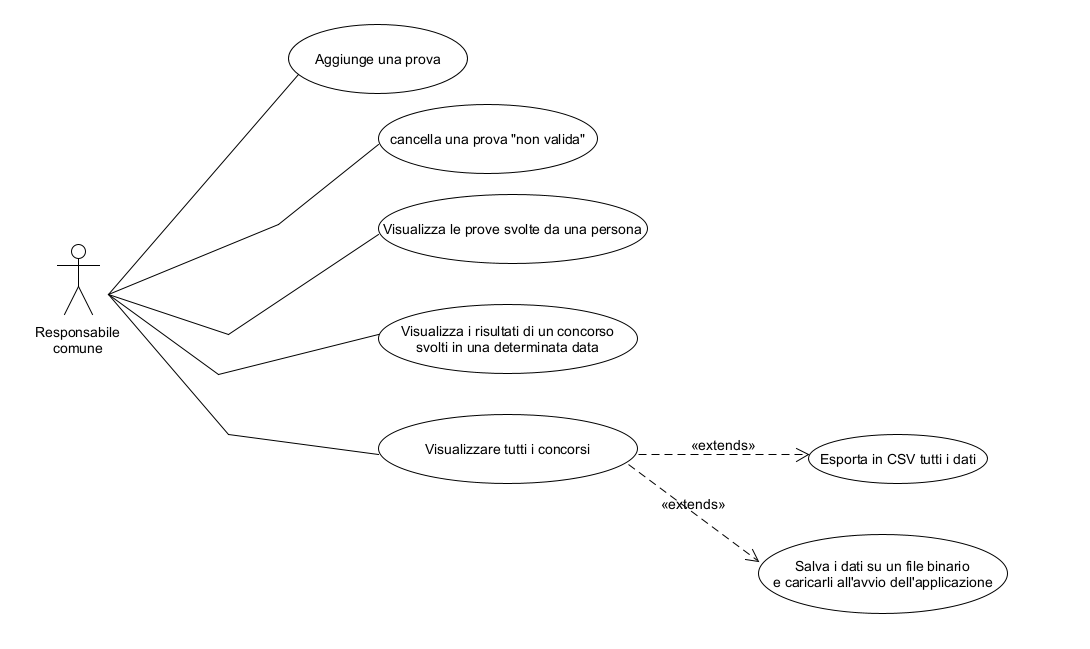 Aggiunge una prova
cancella una prova "non valida"
Visualizza le prove svolte da una persona
Responsabile
comune
Visualizza i risultati di un concorso
svolti in una determinata data
Visualizzare tutti i concorsi
«extends»
Esporta in CSV tutti i dati
«extends»
Salva i dati su un file binario
e caricarli all'avvio dell'applicazione